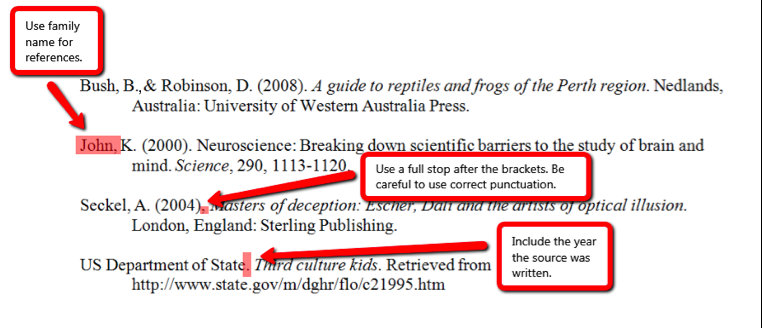 Use family
name for
references.
Bush, B.,& Robinson, D. (2008). A guide to reptiles and frogs of the Perth region. Nedlands,
Australia: University of Western Australia Press.
John, K. (2000). Neuroscience: Breaking down scientific barriers to the study of brain and
mind. Science, 290, 1113-1120.
Use a full stop after the brackets. Be
careful to use correct punctuation.
Seckel, A. (2004). Masters of deception: Escher, Dali and the artists of optical illusion.
London, England: Sterling Publishing.
Include the year
the source was
written.
US Department of State. Third culture kids. Retrieved from
http://www.state.gov/m/dghr/flo/c21995.htm